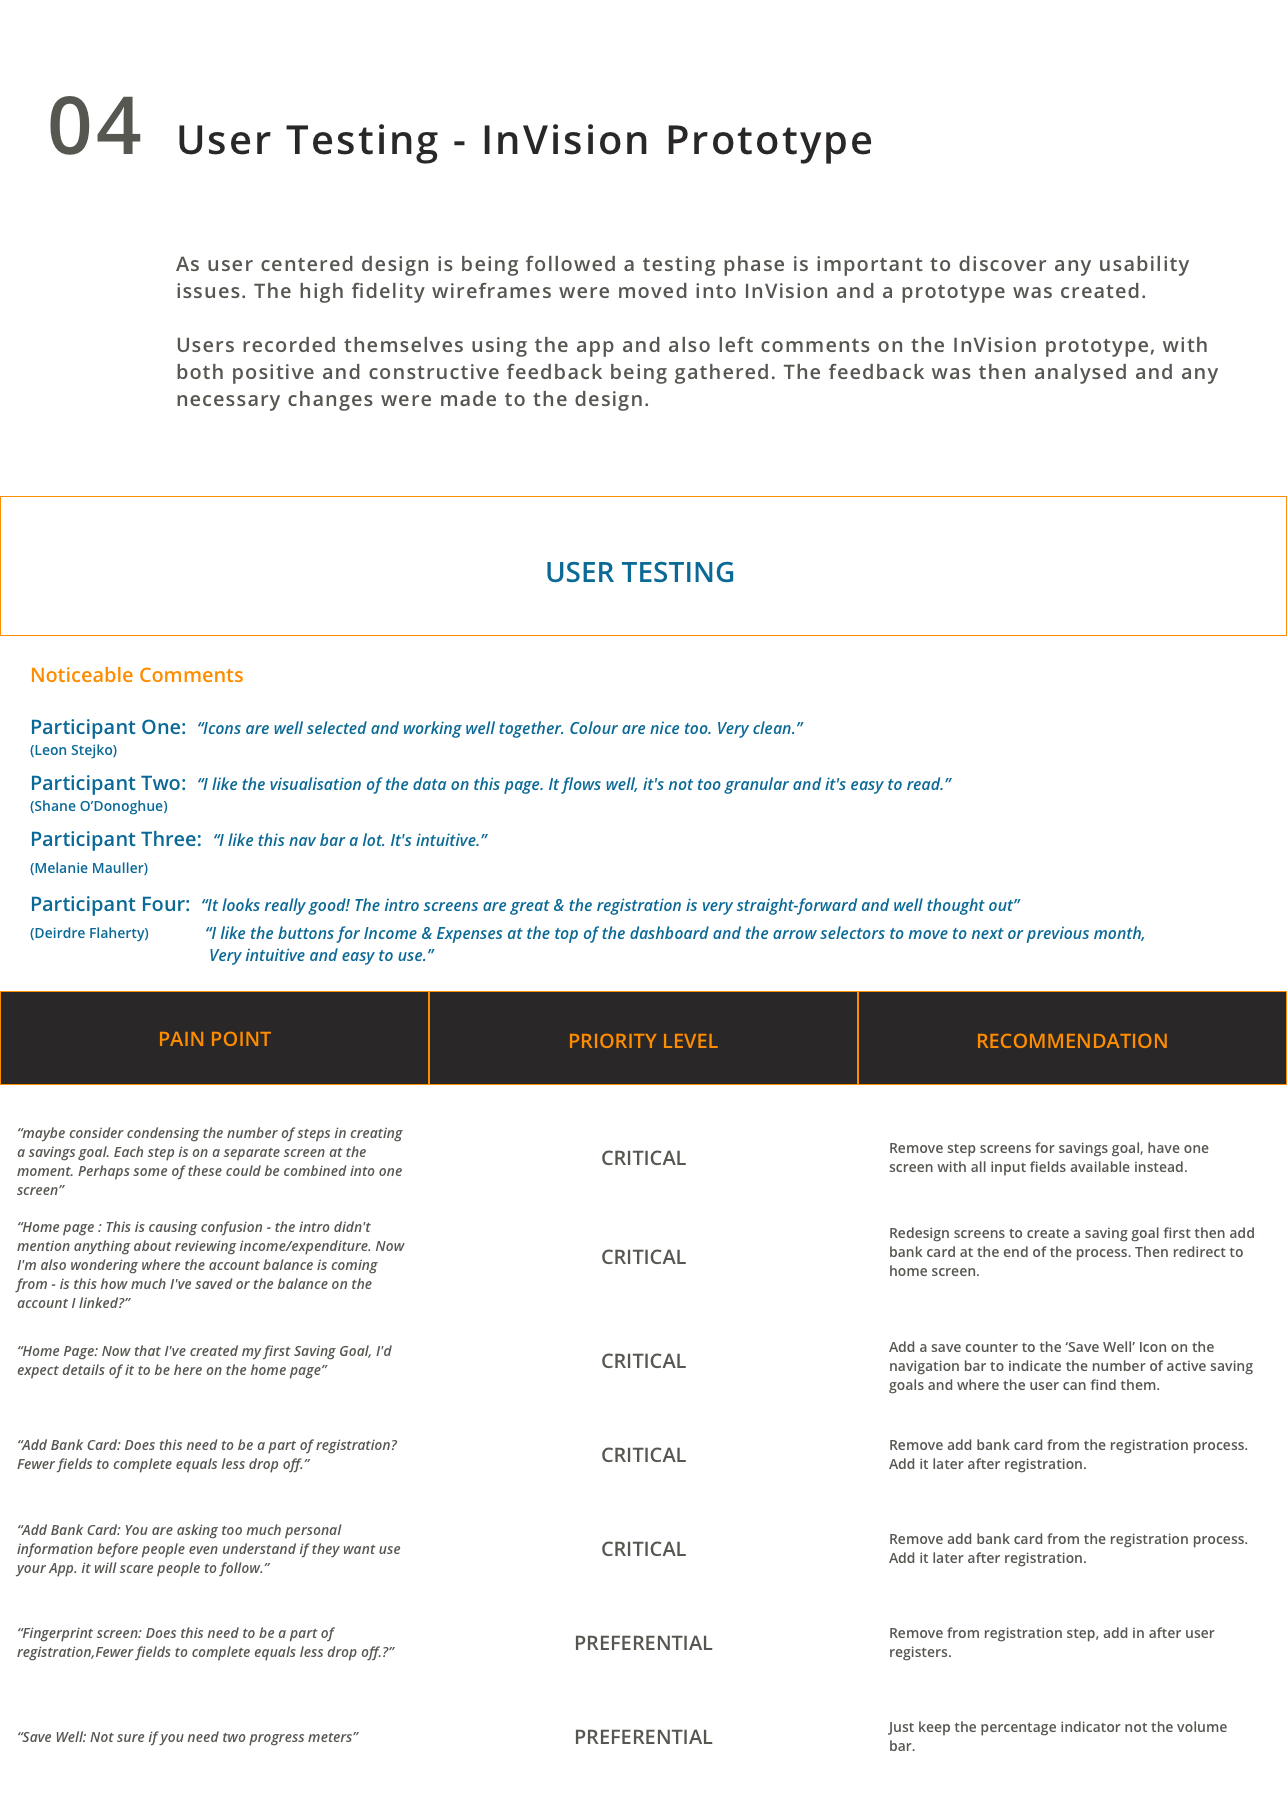 04 User Testing - InVision Prototype
As user centered design is being followed a testing phase is important to discover any usability
issues. The high fidelity wireframes were moved into InVision and a prototype was created.
Users recorded themselves using the app and also left comments on the InVision prototype, with
both positive and constructive feedback being gathered. The feedback was then analysed and any
necessary changes were made to the design.
USER TESTING
Noticeable Comments
Participant One: “Icons are well selected and working well together. Colour are nice too. Very clean.”
(Leon Stejko)
Participant Two: “I like the visualisation of the data on this page. It flows well, it's not too granular and it's easy to read.”
(Shane O’Donoghue)
Participant Three: “I like this nav bar a lot. It's intuitive.”
(Melanie Mauller)
Participant Four: “It looks really good! The intro screens are great & the registration is very straight-forward and well thought out”
(Deirdre Flaherty) “I like the buttons for Income & Expenses at the top of the dashboard and the arrow selectors to move to next or previous month,
Very intuitive and easy to use.”
PAIN POINT
PRIORITY LEVEL
RECOMMENDATION
“maybe consider condensing the number of steps in creating
a savings goal. Each step is on a separate screen at the
moment. Perhaps some of these could be combined into one
screen”
CRITICAL
Remove step screens for savings goal, have one
screen with all input fields available instead.
“Home page : This is causing confusion - the intro didn't
mention anything about reviewing income/expenditure. Now
I'm also wondering where the account balance is coming
from - is this how much I've saved or the balance on the
account I linked?”
CRITICAL
Redesign screens to create a saving goal first then add
bank card at the end of the process. Then redirect to
home screen.
“Home Page: Now that I've created my first Saving Goal, I'd
expect details of it to be here on the home page”
CRITICAL
Add a save counter to the ‘Save Well’ Icon on the
navigation bar to indicate the number of active saving
goals and where the user can find them.
“Add Bank Card: Does this need to be a part of registration?
Fewer fields to complete equals less drop off.”
CRITICAL
Remove add bank card from the registration process.
Add it later after registration.
“Add Bank Card: You are asking too much personal
information before people even understand if they want use
your App. it will scare people to follow.”
CRITICAL
Remove add bank card from the registration process.
Add it later after registration.
“Fingerprint screen: Does this need to be a part of
registration,Fewer fields to complete equals less drop off.?”
PREFERENTIAL
Remove from registration step, add in after user
registers.
“Save Well: Not sure if you need two progress meters”
PREFERENTIAL
Just keep the percentage indicator not the volume
bar.